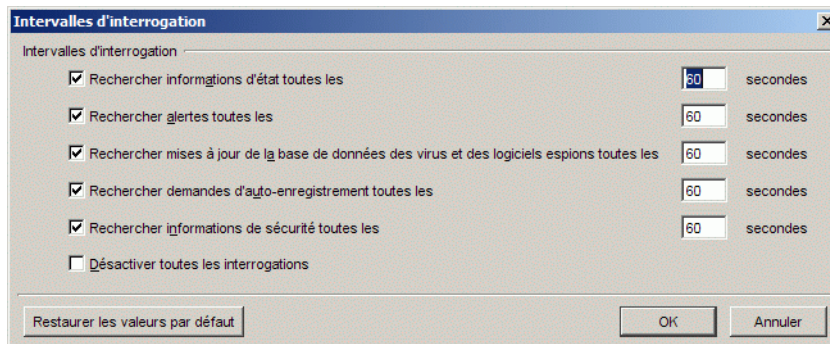 Intervalles d'interrogation
Intervalles d'interrogation
Rechercher informations d'état toutes les 60 secondes
Rechercher alertes toutes les 60 secondes
Rechercher mises à jour de la base de données des virus et des logiciels espions toutes les 60 secondes
Rechercher demandes d'auto-enregistrement toutes les 60 secondes
Rechercher informations de sécurité toutes les 60 secondes
Désactiver toutes les interrogations
Restaurer les valeurs par défaut OK Annuler